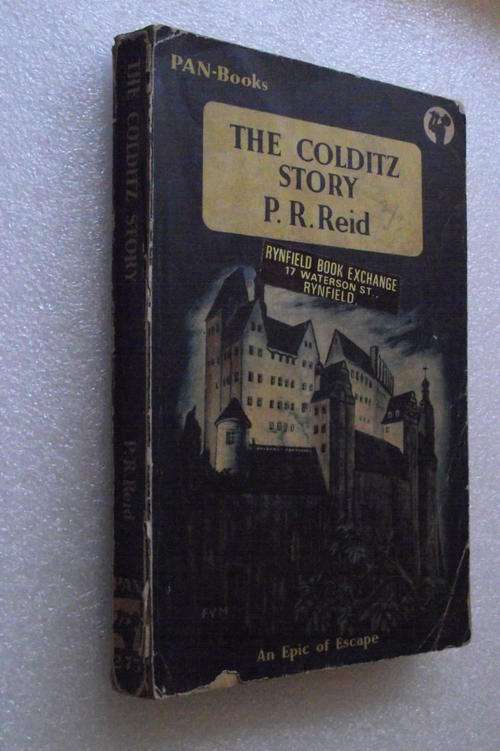 PAN-Books
THE COLDITZ
STORY
P. R. Reid
RYNFIELD BOOK EXCHANGE
17 WATERSON ST.
RYNFIELD
An Epic of Escape
THE COLDITZ STORY
P. R. Reid
PAN